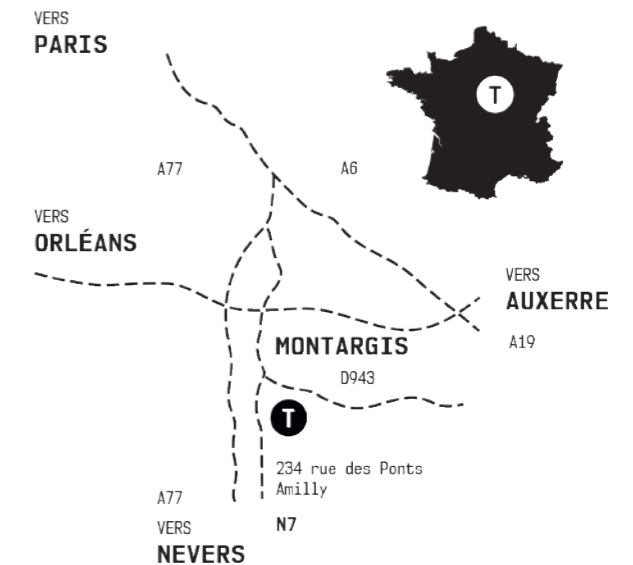 VERS
PARIS
T
A77
A6
VERS
ORLÉANS
VERS
AUXERRE
A19
MONTARGIS
D943
T
234 rue des Ponts
Amilly
A77
VERS
NEVERS
N7